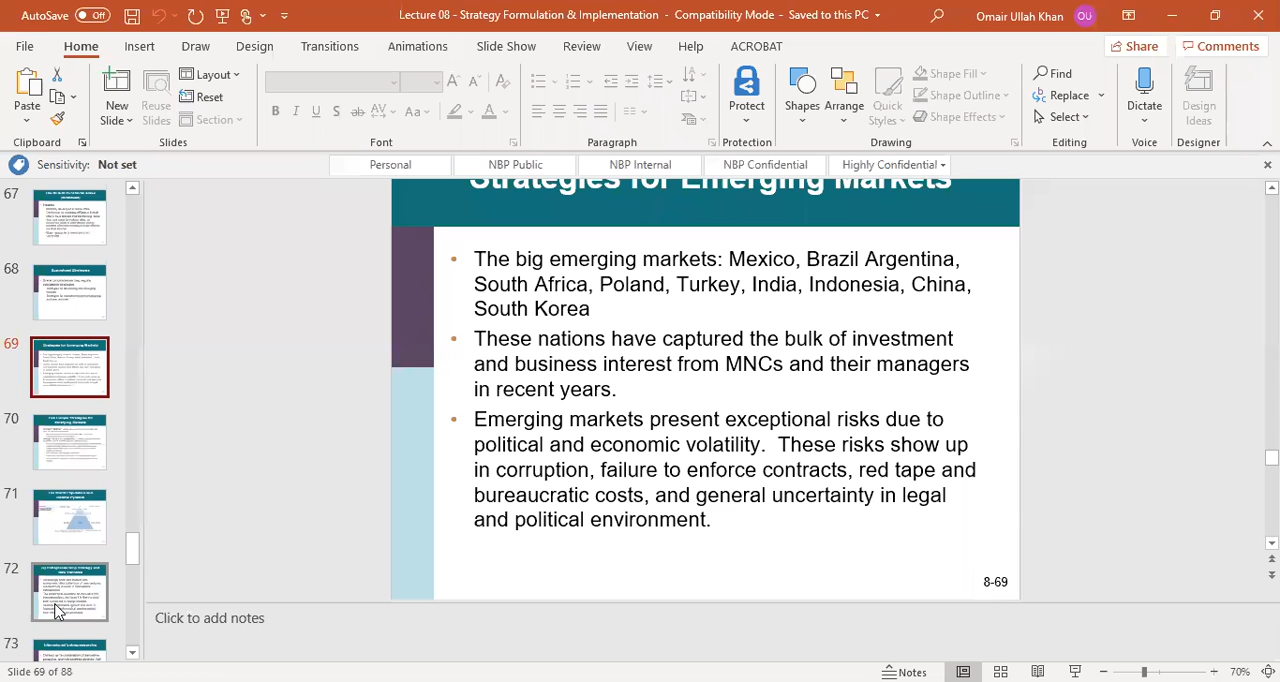 AutoSave Off Lecture 08 - Strategy Formulation & Implementation - Compatibility Mode - Saved to this PC Omair Ullah Khan OU
File Home Insert Draw Design Transitions Animations Slide Show Review View Help ACROBAT Share Comments
Paste New Slide Reuse Slides Layout Reset Section
B I U S ab AV Aa A A A
Protect Shapes Arrange Quick Styles Shape Fill Shape Outline Shape Effects Find Replace Select Dictate Design Ideas
Clipboard Slides Font Paragraph Protection Drawing Editing Voice Designer
Sensitivity: Not set Personal NBP Public NBP Internal NBP Confidential Highly Confidential
67
68
69
70
71
72
73
Strategies for Emerging Markets
• The big emerging markets: Mexico, Brazil Argentina,
South Africa, Poland, Turkey, India, Indonesia, China,
South Korea
• These nations have captured the bulk of investment
business interest from MNCs and their managers
in recent years.
• Emerging markets present exceptional risks due to
political and economic volatility. These risks show up
in corruption, failure to enforce contracts, red tape and
bureaucratic costs, and general uncertainty in legal
and political environment.
8-69
Click to add notes
Slide 69 of 88 Notes 70%